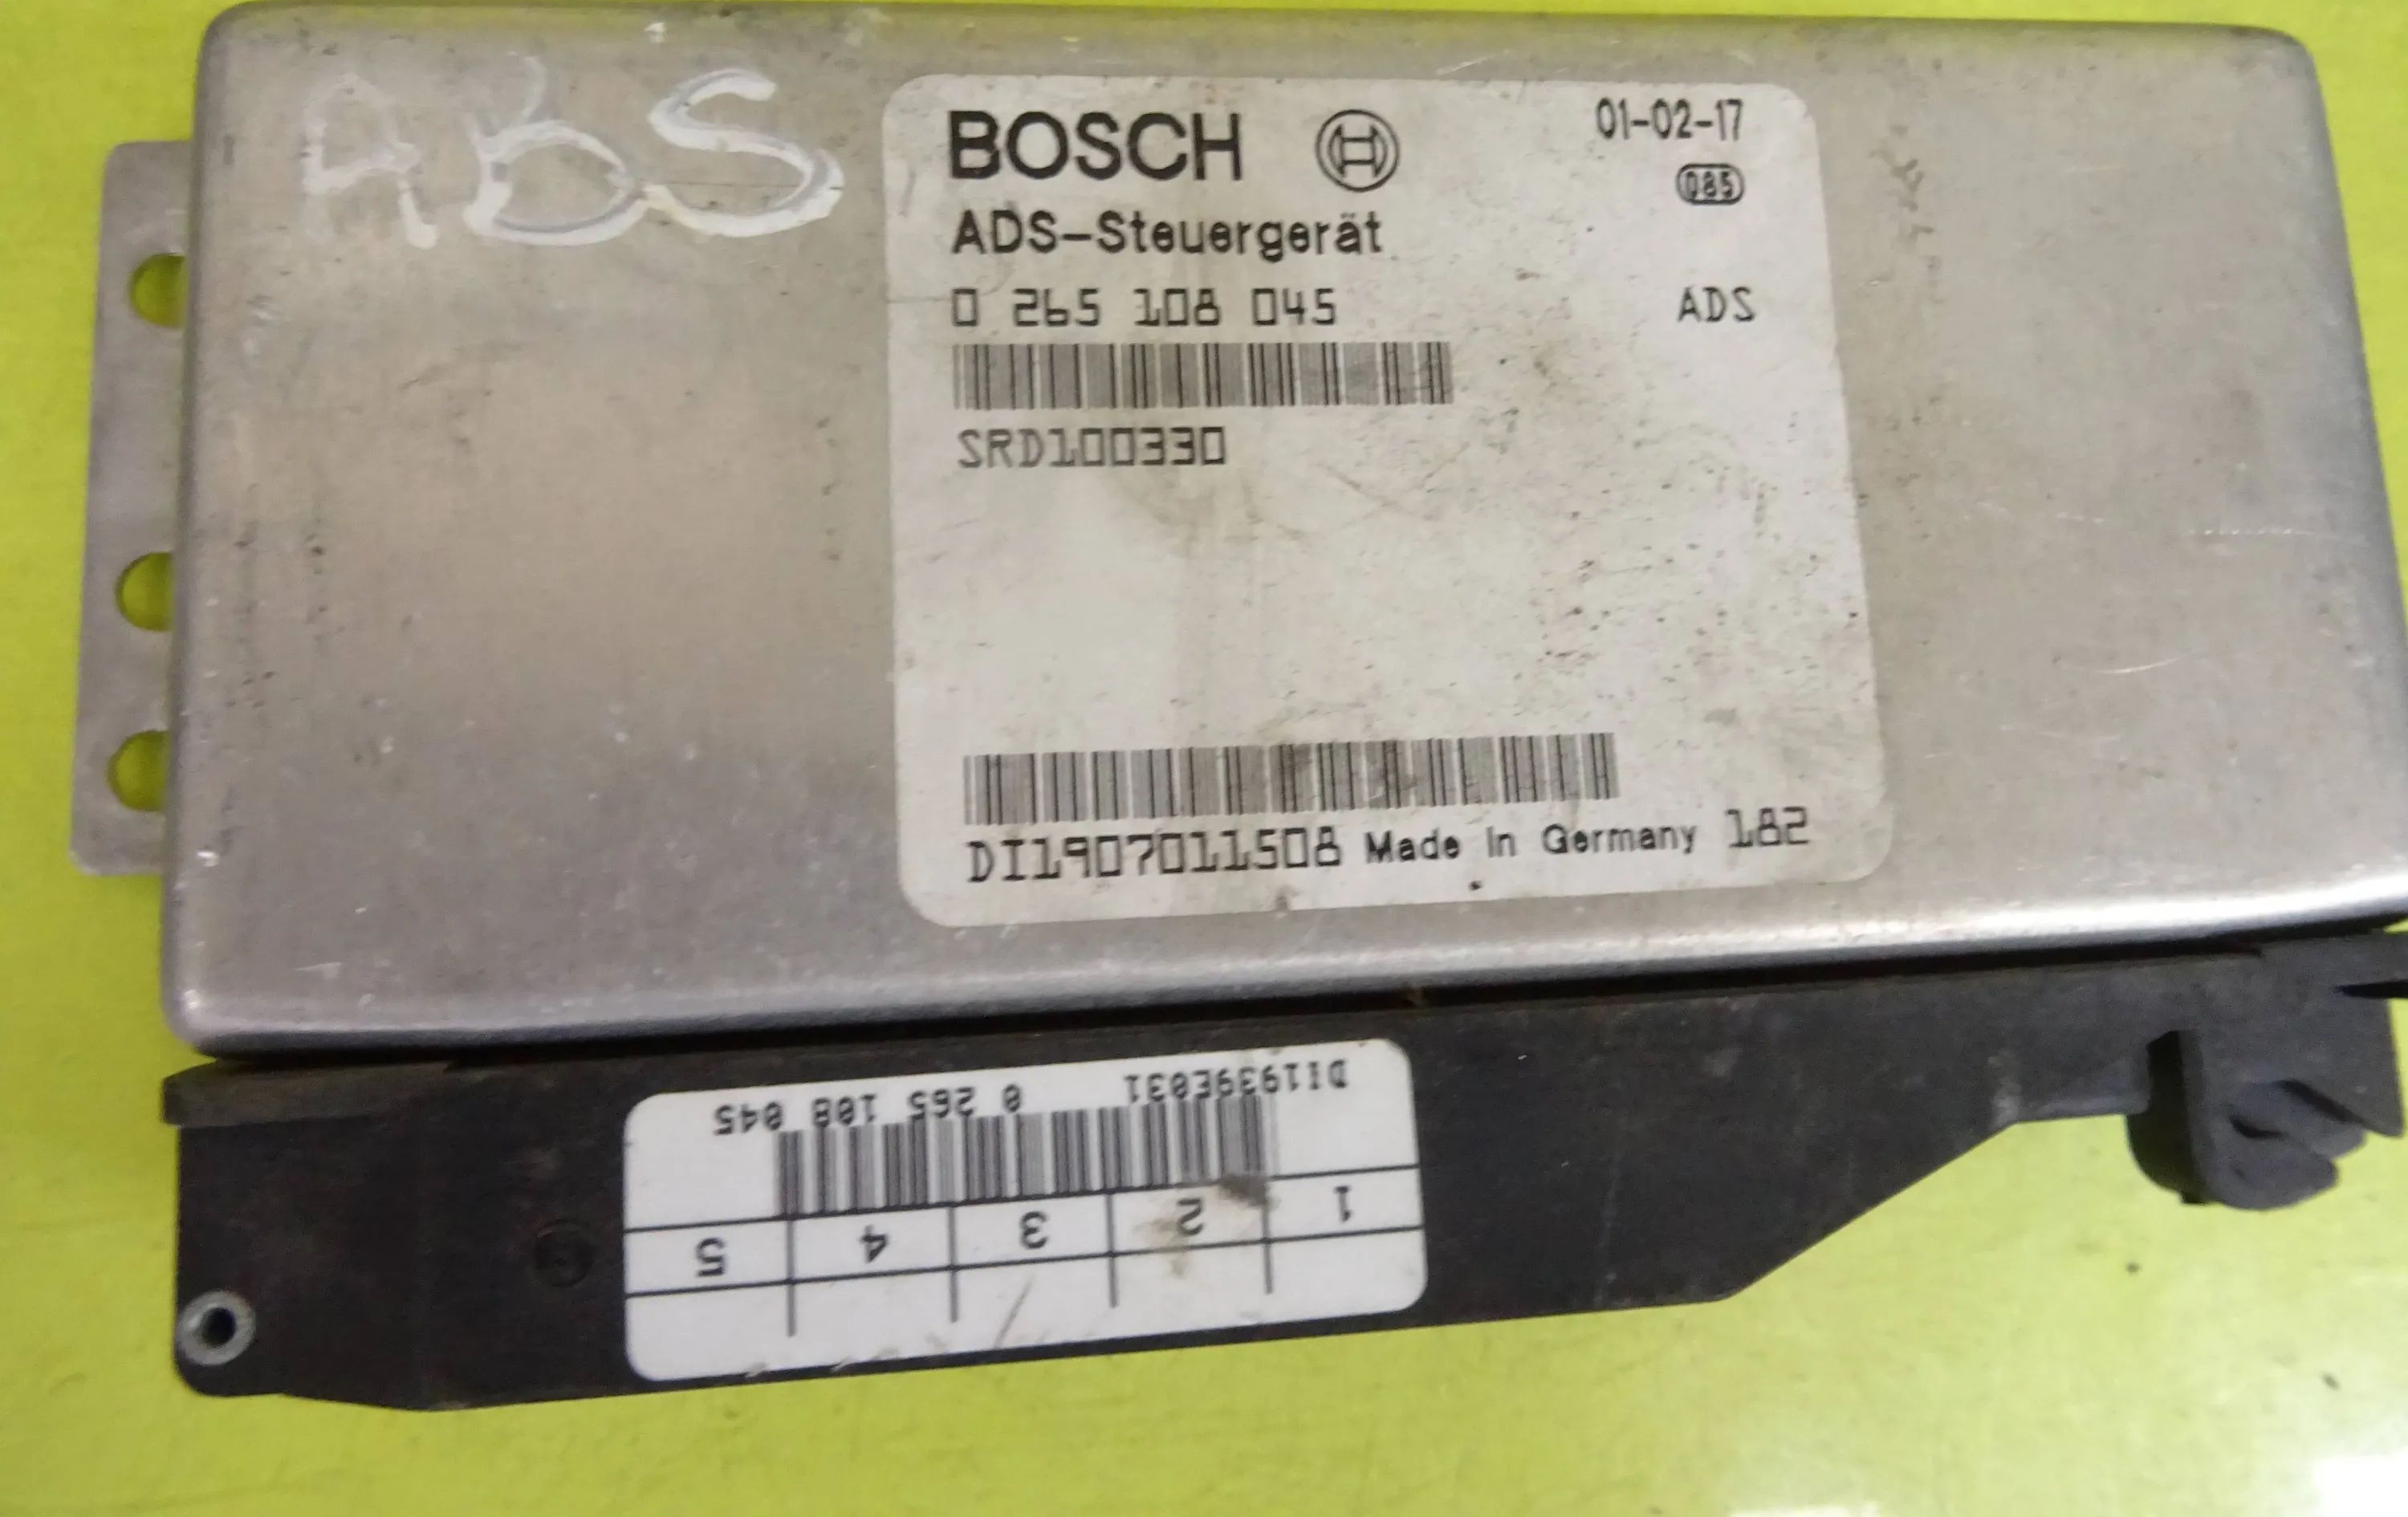 ABS
BOSCH
01-02-17
Q85
ADS-Steuergerät
0 265 108 045
ADS
SRD100330
DI1907011508 Made in Germany 182
DI1939E031 0 265 108 045
1 2 3 4 5